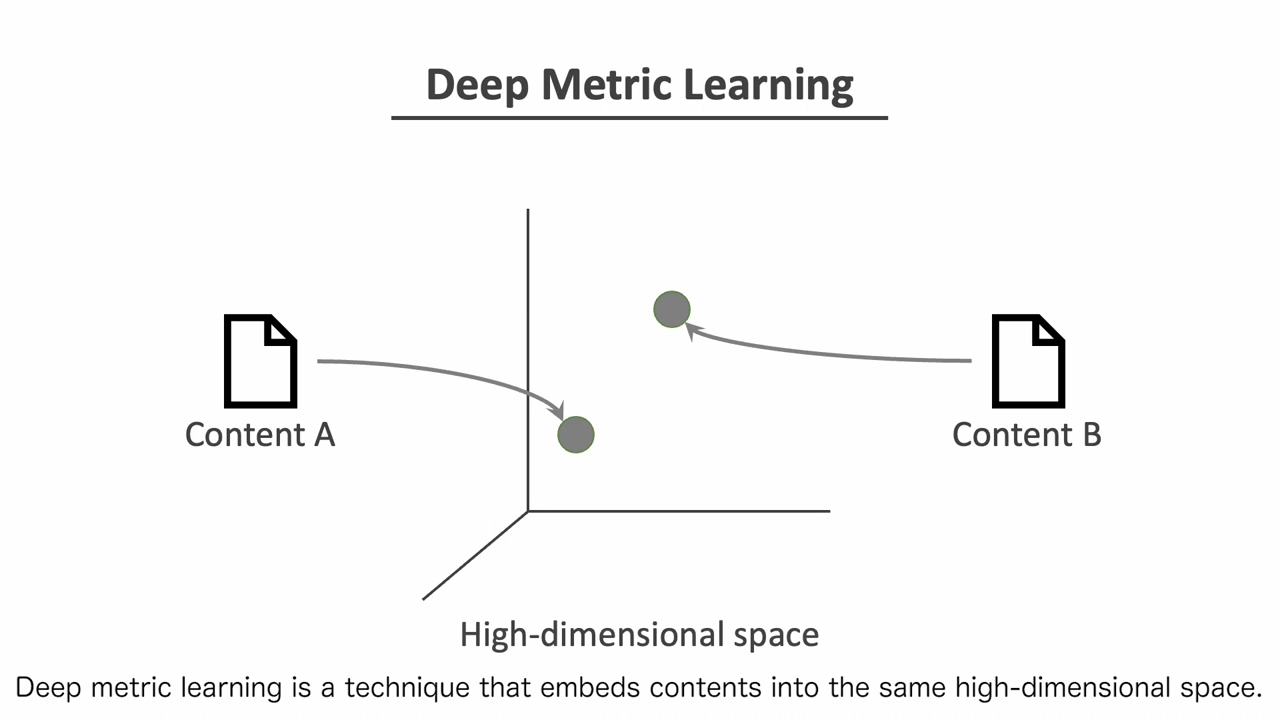 Deep Metric Learning
Content A
Content B
High-dimensional space
Deep metric learning is a technique that embeds contents into the same high-dimensional space.